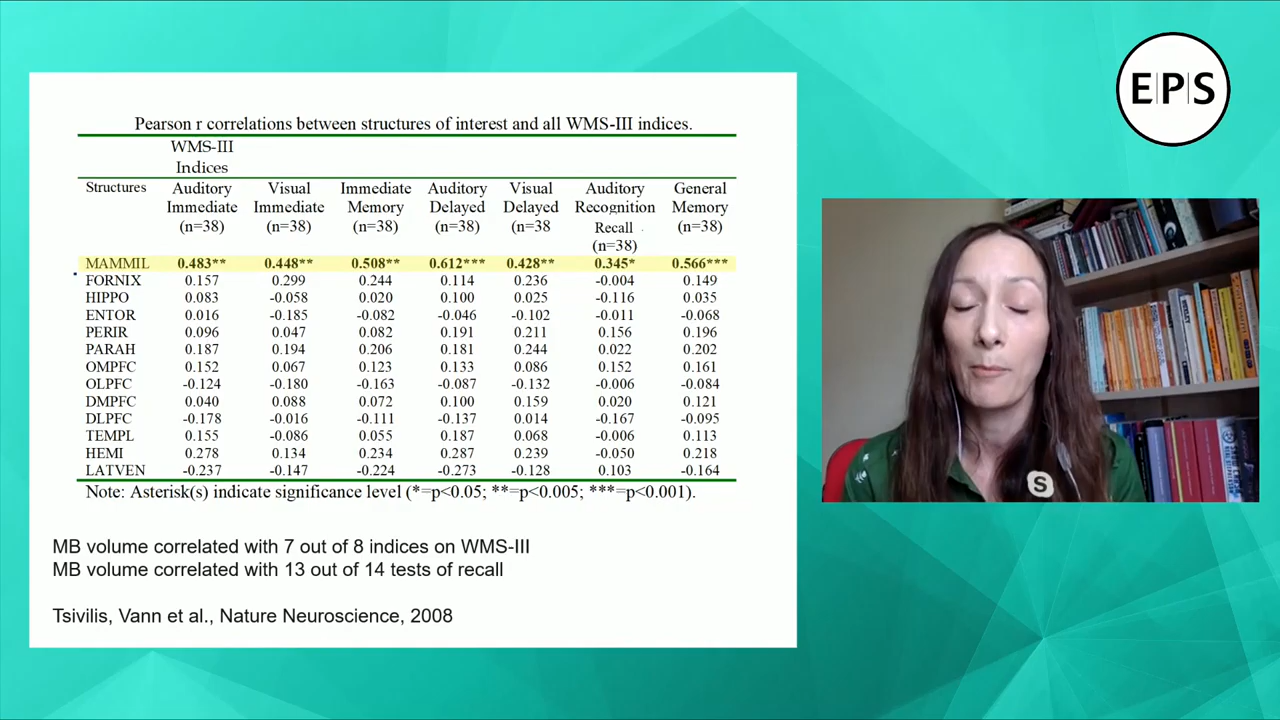 E|P|S
Pearson r correlations between structures of interest and all WMS-III indices.
WMS-III
Indices
Structures Auditory Visual Immediate Auditory Visual Auditory General
Immediate Immediate Memory Delayed Delayed Recognition Memory
(n=38) (n=38) (n=38) (n=38) (n=38 Recall (n=38)
(n=38)
MAMMIL 0.483** 0.448** 0.508** 0.612*** 0.428** 0.345* 0.566***
FORNIX 0.157 0.299 0.244 0.114 0.236 -0.004 0.149
HIPPO 0.083 -0.058 0.020 0.100 0.025 -0.116 0.035
ENTOR 0.016 -0.185 -0.082 -0.046 -0.102 -0.011 -0.068
PERIR 0.096 0.047 0.082 0.191 0.211 0.156 0.196
PARAH 0.187 0.194 0.206 0.181 0.244 0.022 0.202
OMPFC 0.152 0.067 0.123 0.133 0.086 0.152 0.161
OLPFC -0.124 -0.180 -0.163 -0.087 -0.132 -0.006 -0.084
DMPFC 0.040 0.088 0.072 0.100 0.159 0.020 0.121
DLPFC -0.178 -0.016 -0.111 -0.137 0.014 -0.167 -0.095
TEMPL 0.155 -0.086 0.055 0.187 0.068 -0.006 0.113
HEMI 0.278 0.134 0.234 0.287 0.239 -0.050 0.218
LATVEN -0.237 -0.147 -0.224 -0.273 -0.128 0.103 -0.164
Note: Asterisk(s) indicate significance level (*=p<0.05; **=p<0.005; ***=p<0.001).
MB volume correlated with 7 out of 8 indices on WMS-III
MB volume correlated with 13 out of 14 tests of recall
Tsivilis, Vann et al., Nature Neuroscience, 2008
S